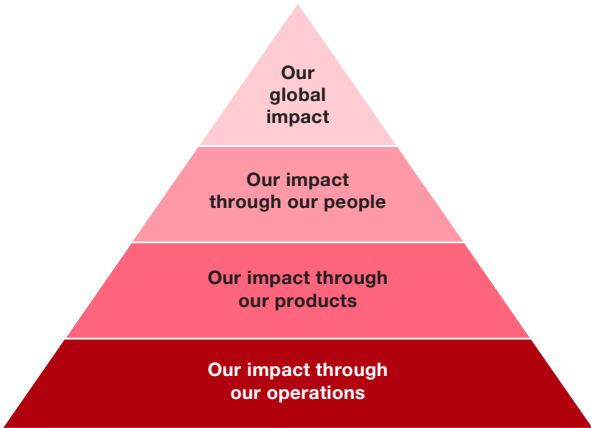 Our
global
impact
Our impact
through our people
Our impact through
our products
Our impact through
our operations